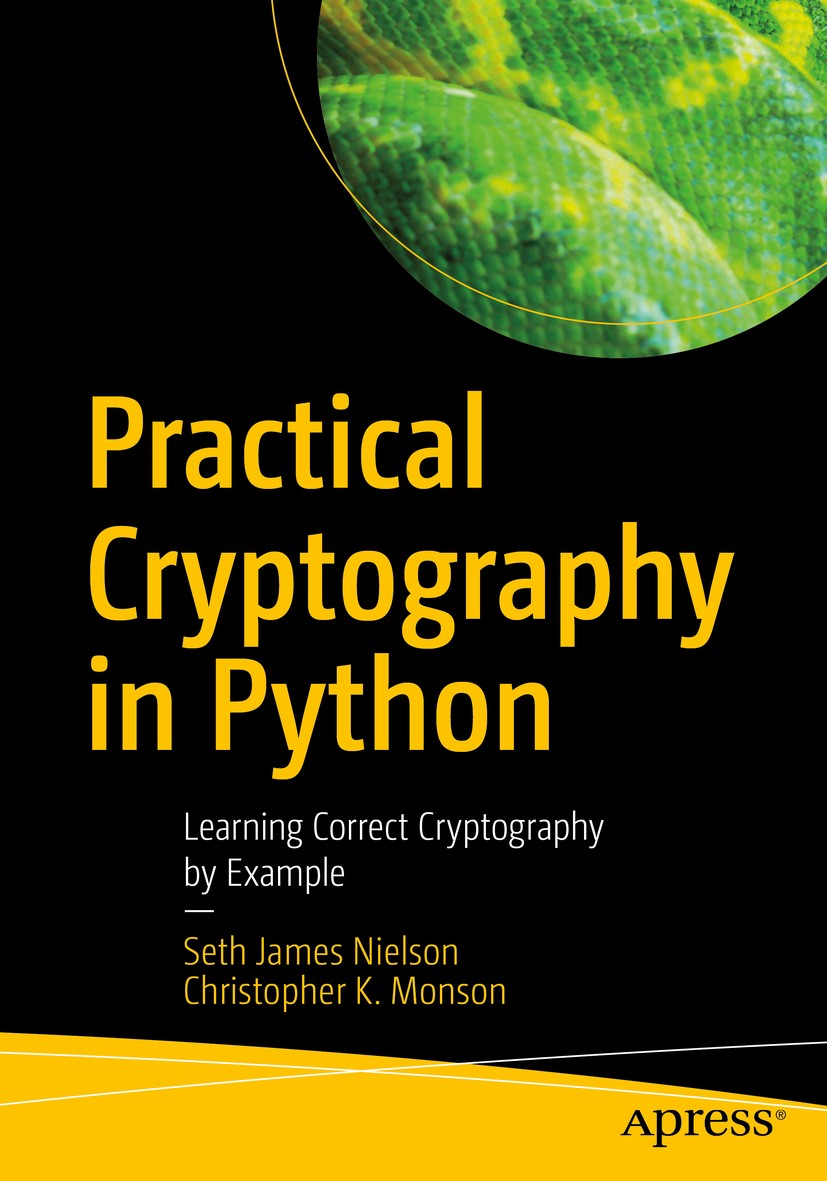 Practical
Cryptography
in Python
Learning Correct Cryptography
by Example
Seth James Nielson
Christopher K. Monson
Apress®